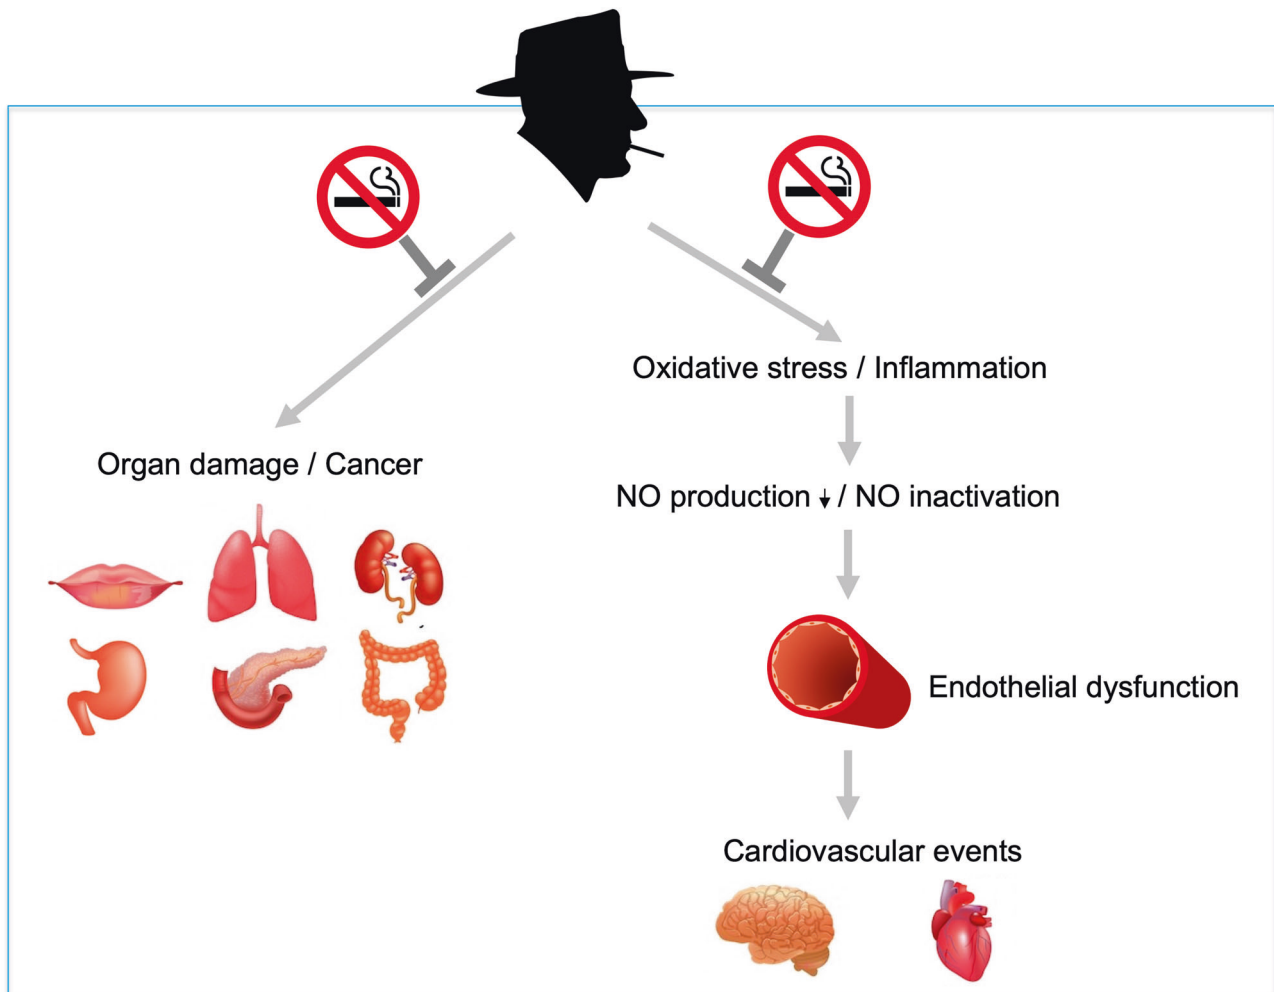 Oxidative stress / Inflammation
Organ damage / Cancer
NO production ↓ / NO inactivation
Endothelial dysfunction
Cardiovascular events